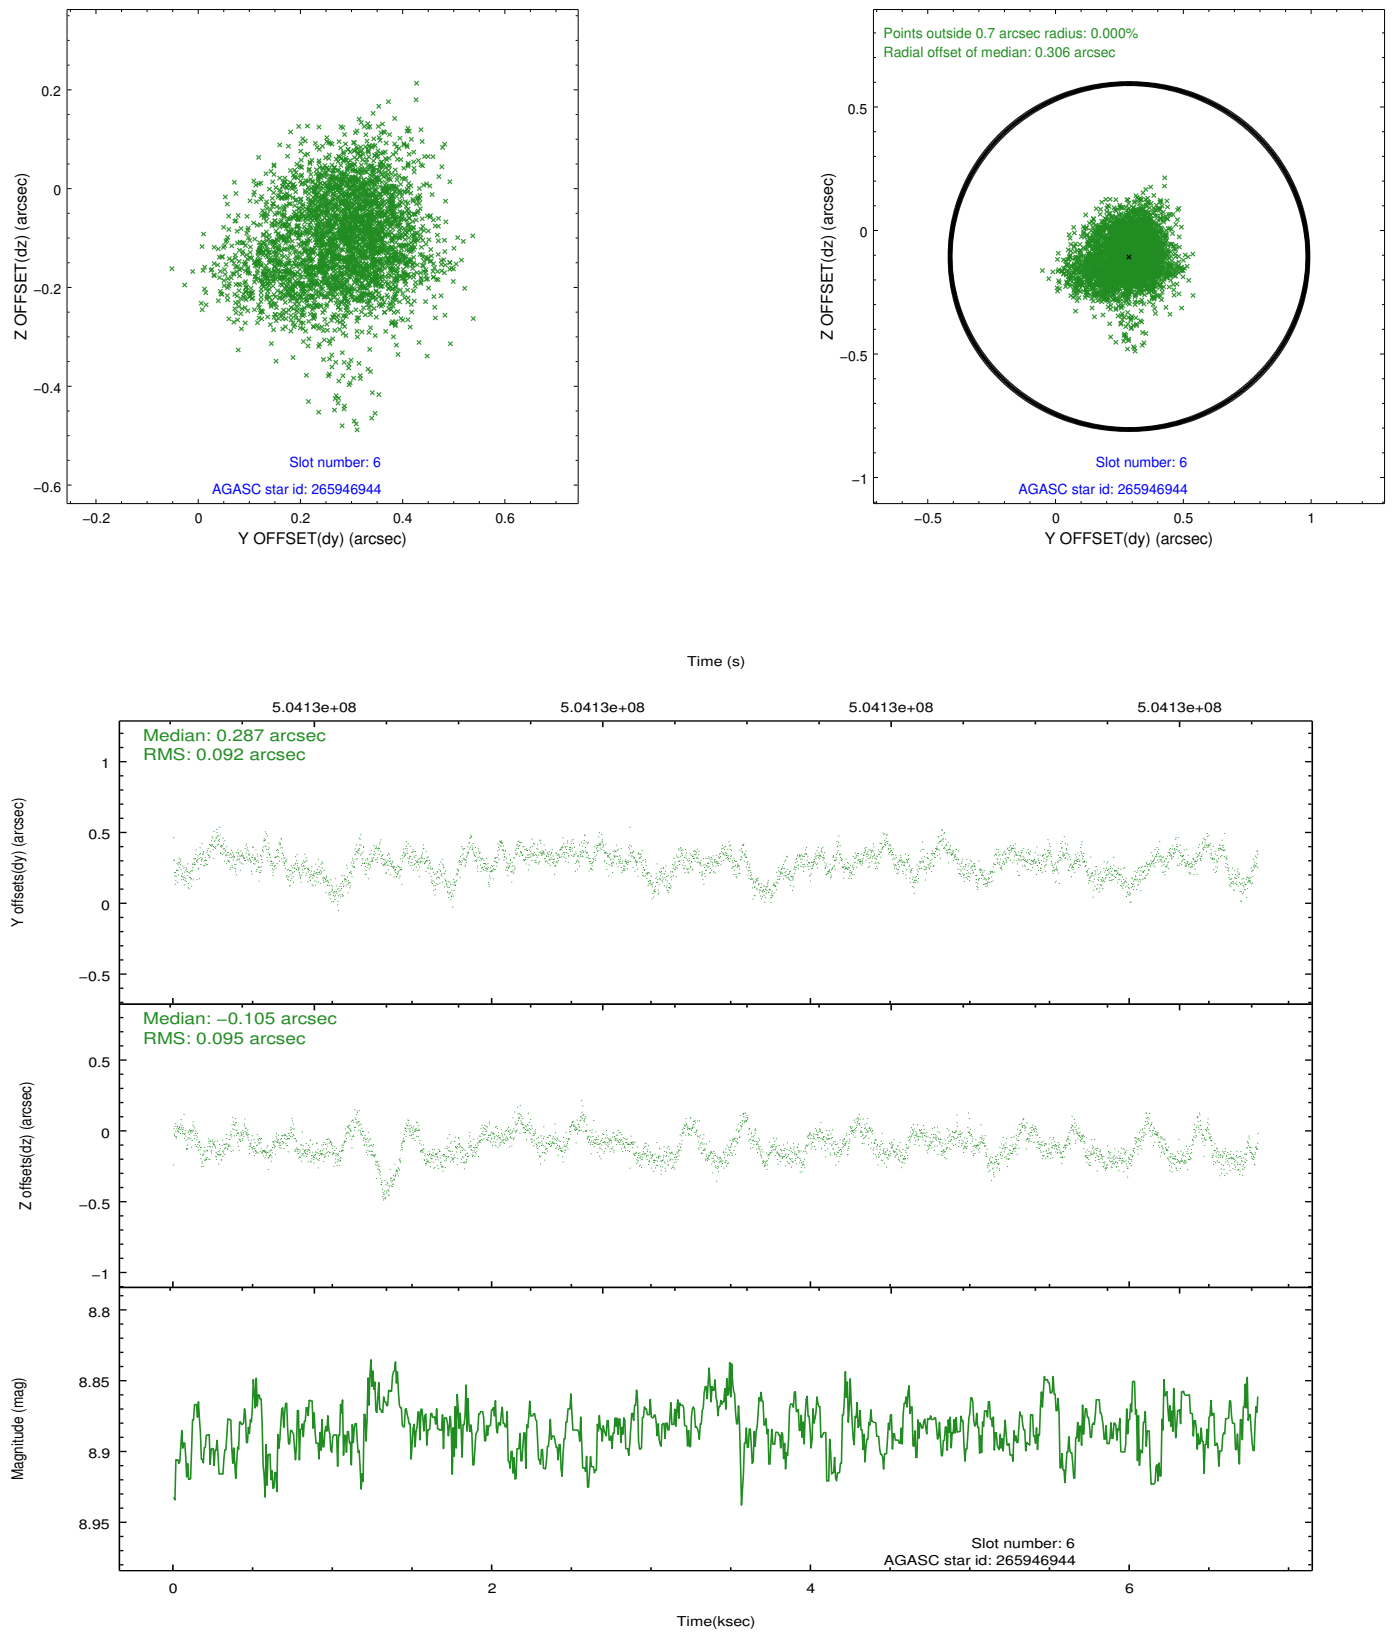 0.2
0
−0.2
−0.4
−0.6
−0.2
0
0.2
0.4
0.6
Z OFFSET(dz) (arcsec)
Y OFFSET(dy) (arcsec)
Slot number: 6
AGASC star id: 265946944
Points outside 0.7 arcsec radius: 0.000%
Radial offset of median: 0.306 arcsec
0.5
0
−0.5
−1
−0.5
0
0.5
1
Z OFFSET(dz) (arcsec)
Y OFFSET(dy) (arcsec)
Slot number: 6
AGASC star id: 265946944
Time (s)
5.0413e+08
5.0413e+08
5.0413e+08
5.0413e+08
Median: 0.287 arcsec
RMS: 0.092 arcsec
1
0.5
0
−0.5
Y offsets(dy) (arcsec)
Median: −0.105 arcsec
RMS: 0.095 arcsec
0.5
0
−0.5
−1
Z offsets(dz) (arcsec)
8.8
8.85
8.9
8.95
Magnitude (mag)
Slot number: 6
AGASC star id: 265946944
0
2
4
6
Time(ksec)